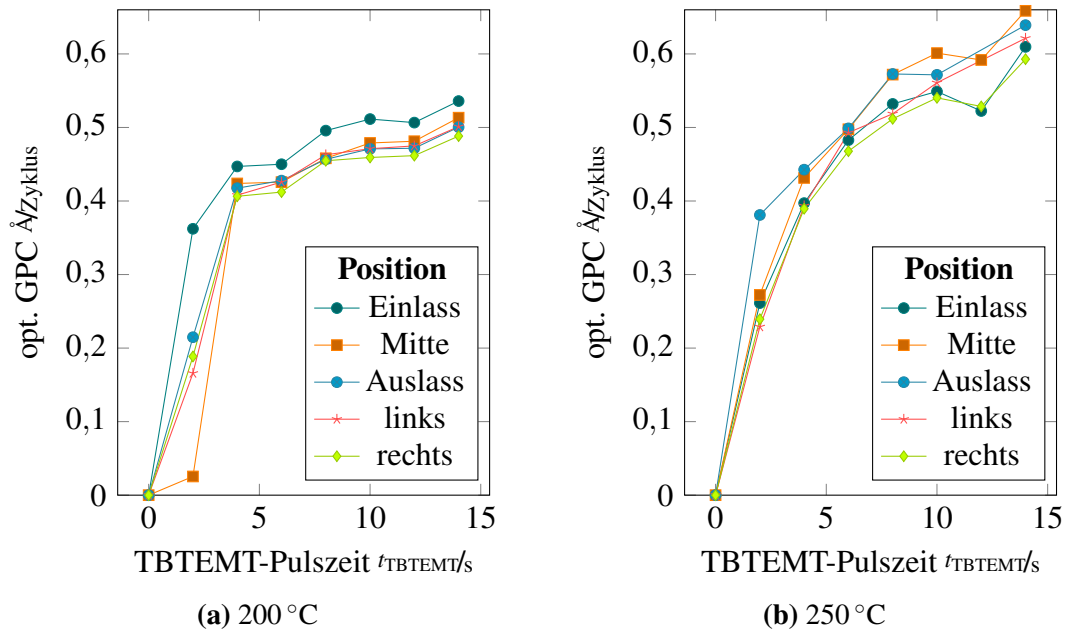 0,6
0,5
0,4
0,3
0,2
0,1
0
opt. GPC Å/Zyklus
Position
Einlass
Mitte
Auslass
links
rechts
0 5 10 15
TBTEMT-Pulszeit tTBTEMT/s
(a) 200 °C
0,6
0,5
0,4
0,3
0,2
0,1
0
opt. GPC Å/Zyklus
Position
Einlass
Mitte
Auslass
links
rechts
0 5 10 15
TBTEMT-Pulszeit tTBTEMT/s
(b) 250 °C